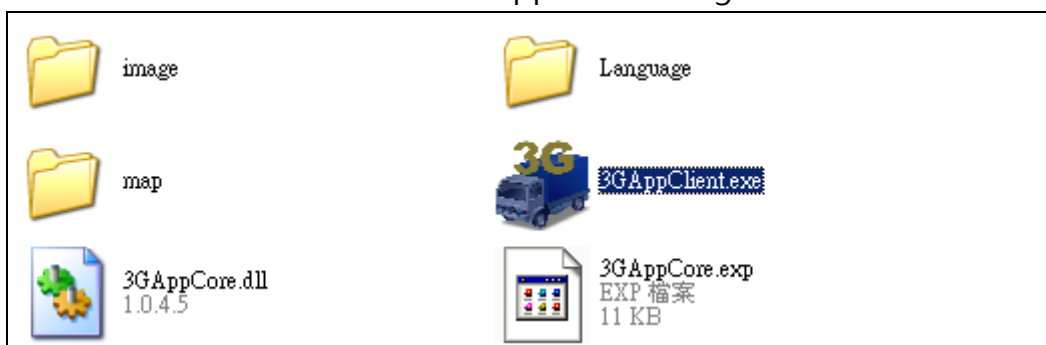 image
Language
map
3G
3GAppClient.exe
3GAppCore.dll
1.0.4.5
3GAppCore.exp
EXP 檔案
11 KB